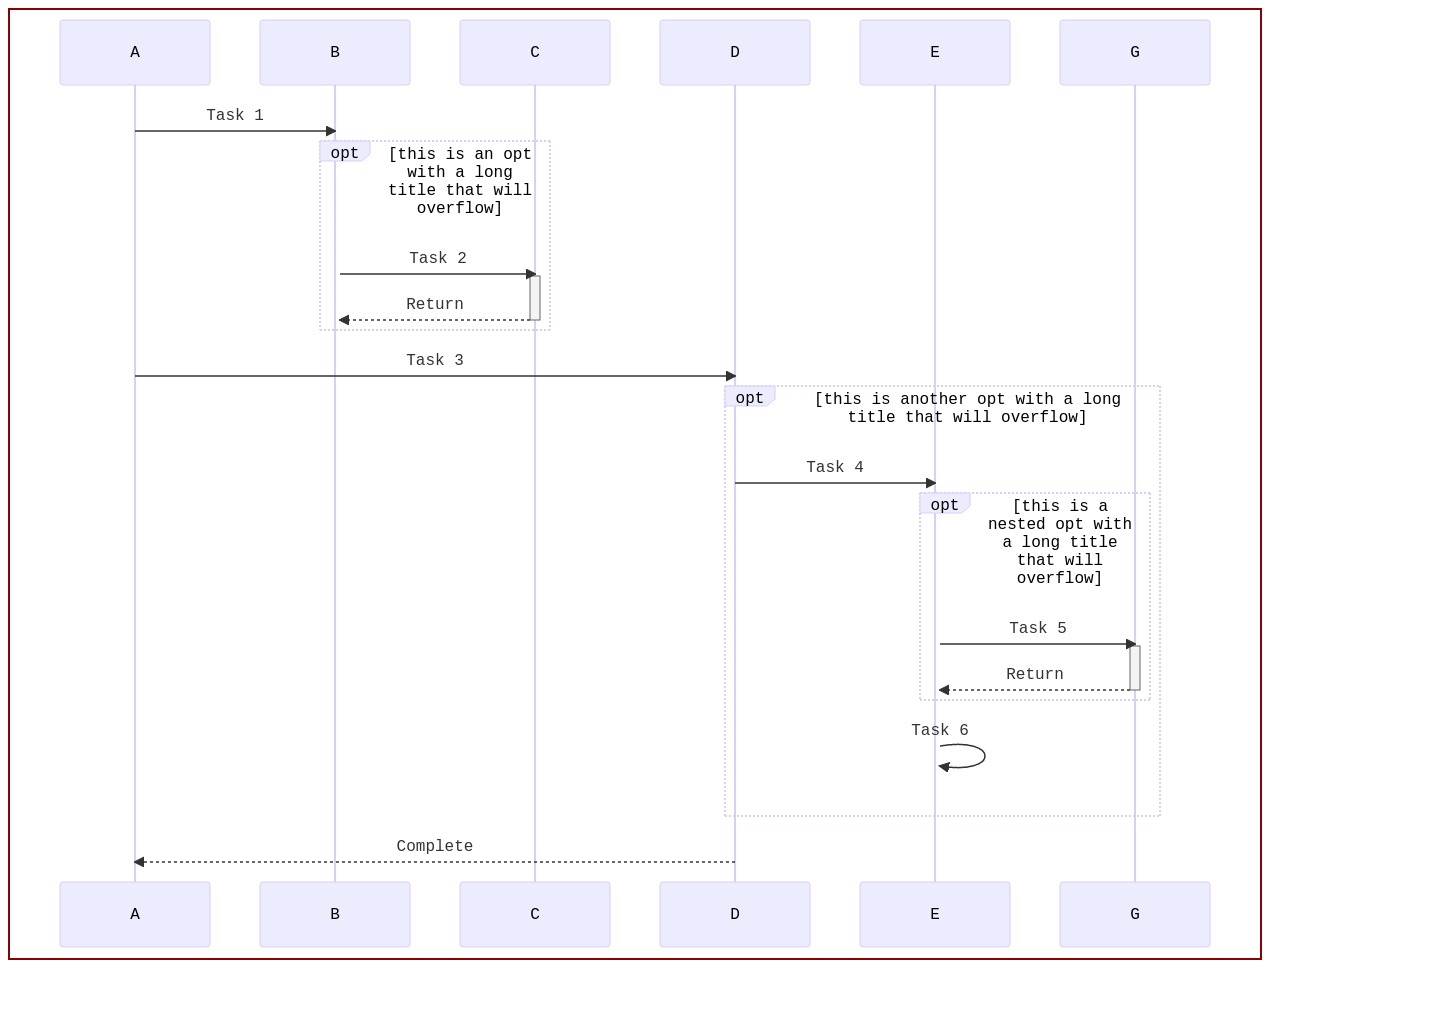 A
B
C
D
E
G
Task 1
opt
[this is an opt
with a long
title that will
overflow]
Task 2
Return
Task 3
opt
[this is another opt with a long
title that will overflow]
Task 4
opt
[this is a
nested opt with
a long title
that will
overflow]
Task 5
Return
Task 6
Complete
A
B
C
D
E
G